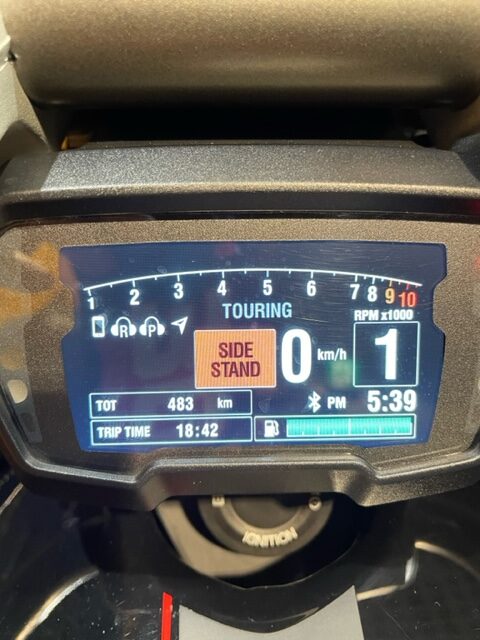 1 2 3 4 5 6 7 8 9 10
TOURING
RPM x1000
R P
SIDE
STAND
0 km/h
1
TOT 483 km
PM 5:39
TRIP TIME 18:42
IGNITION